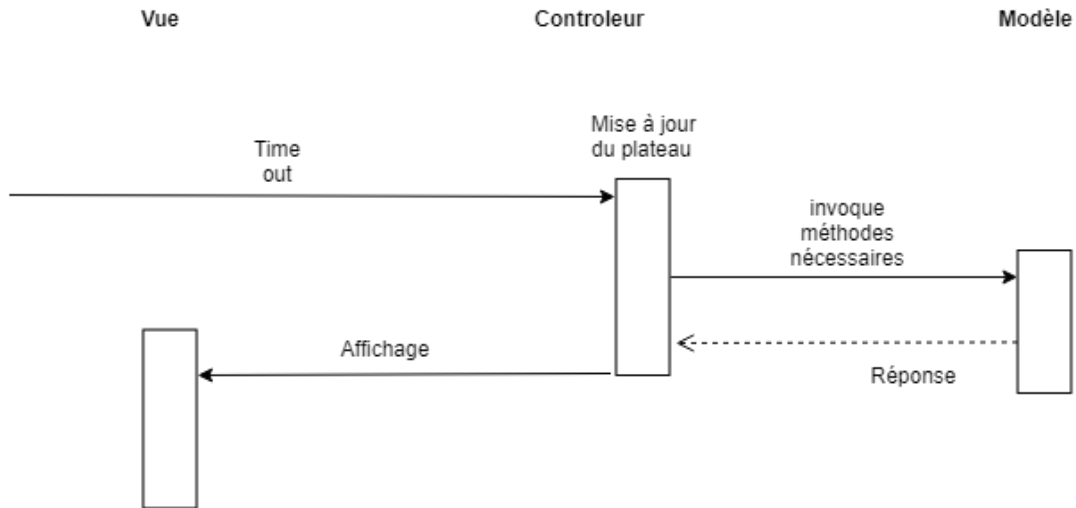 Vue
Controleur
Modèle
Mise à jour
du plateau
Time
out
invoque
méthodes
nécessaires
Affichage
Réponse